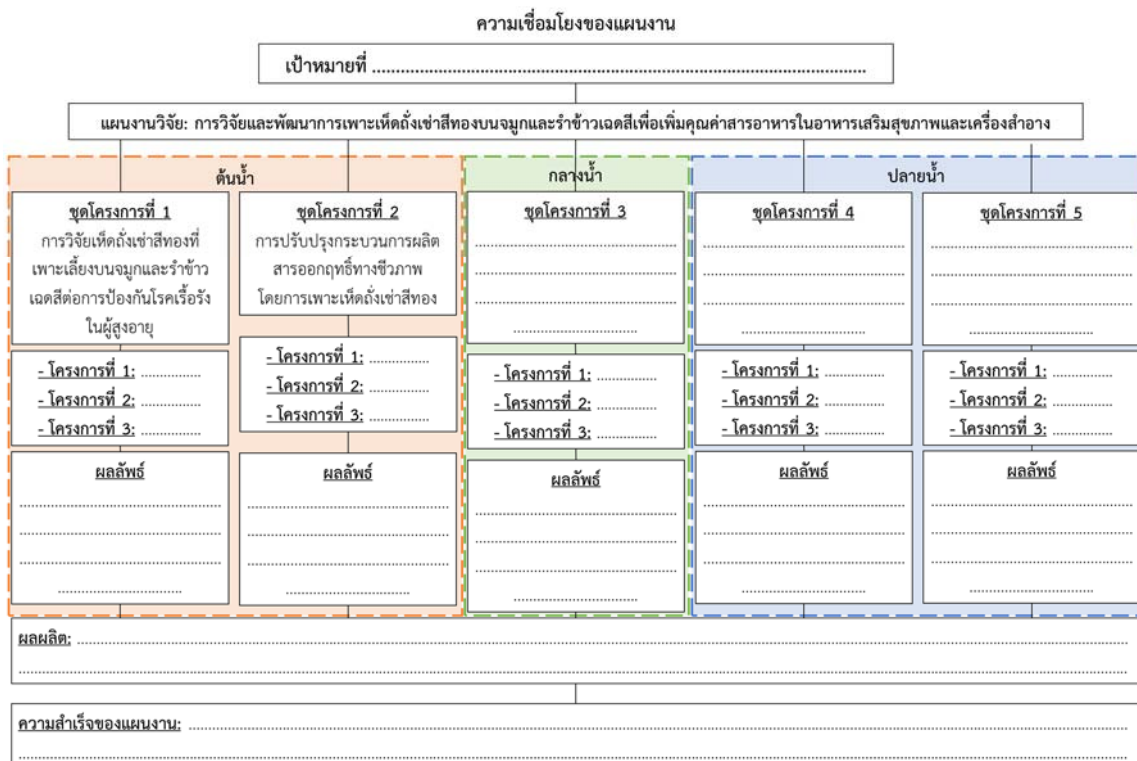 ความเชื่อมโยงของแผนงาน
เป้าหมายที่ ........................................................................................................
แผนงานวิจัย: การวิจัยและพัฒนาการเพาะเห็ดถั่งเช่าสีทองบนจมูกและรำข้าวเฉดสีเพื่อเพิ่มคุณค่าสารอาหารในอาหารเสริมสุขภาพและเครื่องสำอาง
ต้นน้ำ
ชุดโครงการที่ 1
การวิจัยเห็ดถั่งเช่าสีทองที่
เพาะเลี้ยงบนจมูกและรำข้าว
เฉดสีต่อการป้องกันโรคเรื้อรัง
ในผู้สูงอายุ
- โครงการที่ 1: ...............
- โครงการที่ 2: ...............
- โครงการที่ 3: ...............
ผลลัพธ์
ชุดโครงการที่ 2
การปรับปรุงกระบวนการผลิต
สารออกฤทธิ์ทางชีวภาพ
โดยการเพาะเห็ดถั่งเช่าสีทอง
- โครงการที่ 1: ...............
- โครงการที่ 2: ...............
- โครงการที่ 3: ...............
ผลลัพธ์
กลางน้ำ
ชุดโครงการที่ 3
- โครงการที่ 1: ...............
- โครงการที่ 2: ...............
- โครงการที่ 3: ...............
ผลลัพธ์
ปลายน้ำ
ชุดโครงการที่ 4
- โครงการที่ 1: ...............
- โครงการที่ 2: ...............
- โครงการที่ 3: ...............
ผลลัพธ์
ชุดโครงการที่ 5
- โครงการที่ 1: ...............
- โครงการที่ 2: ...............
- โครงการที่ 3: ...............
ผลลัพธ์
ผลผลิต: ........................................................................................................
ความสำเร็จของแผนงาน: ........................................................................................................